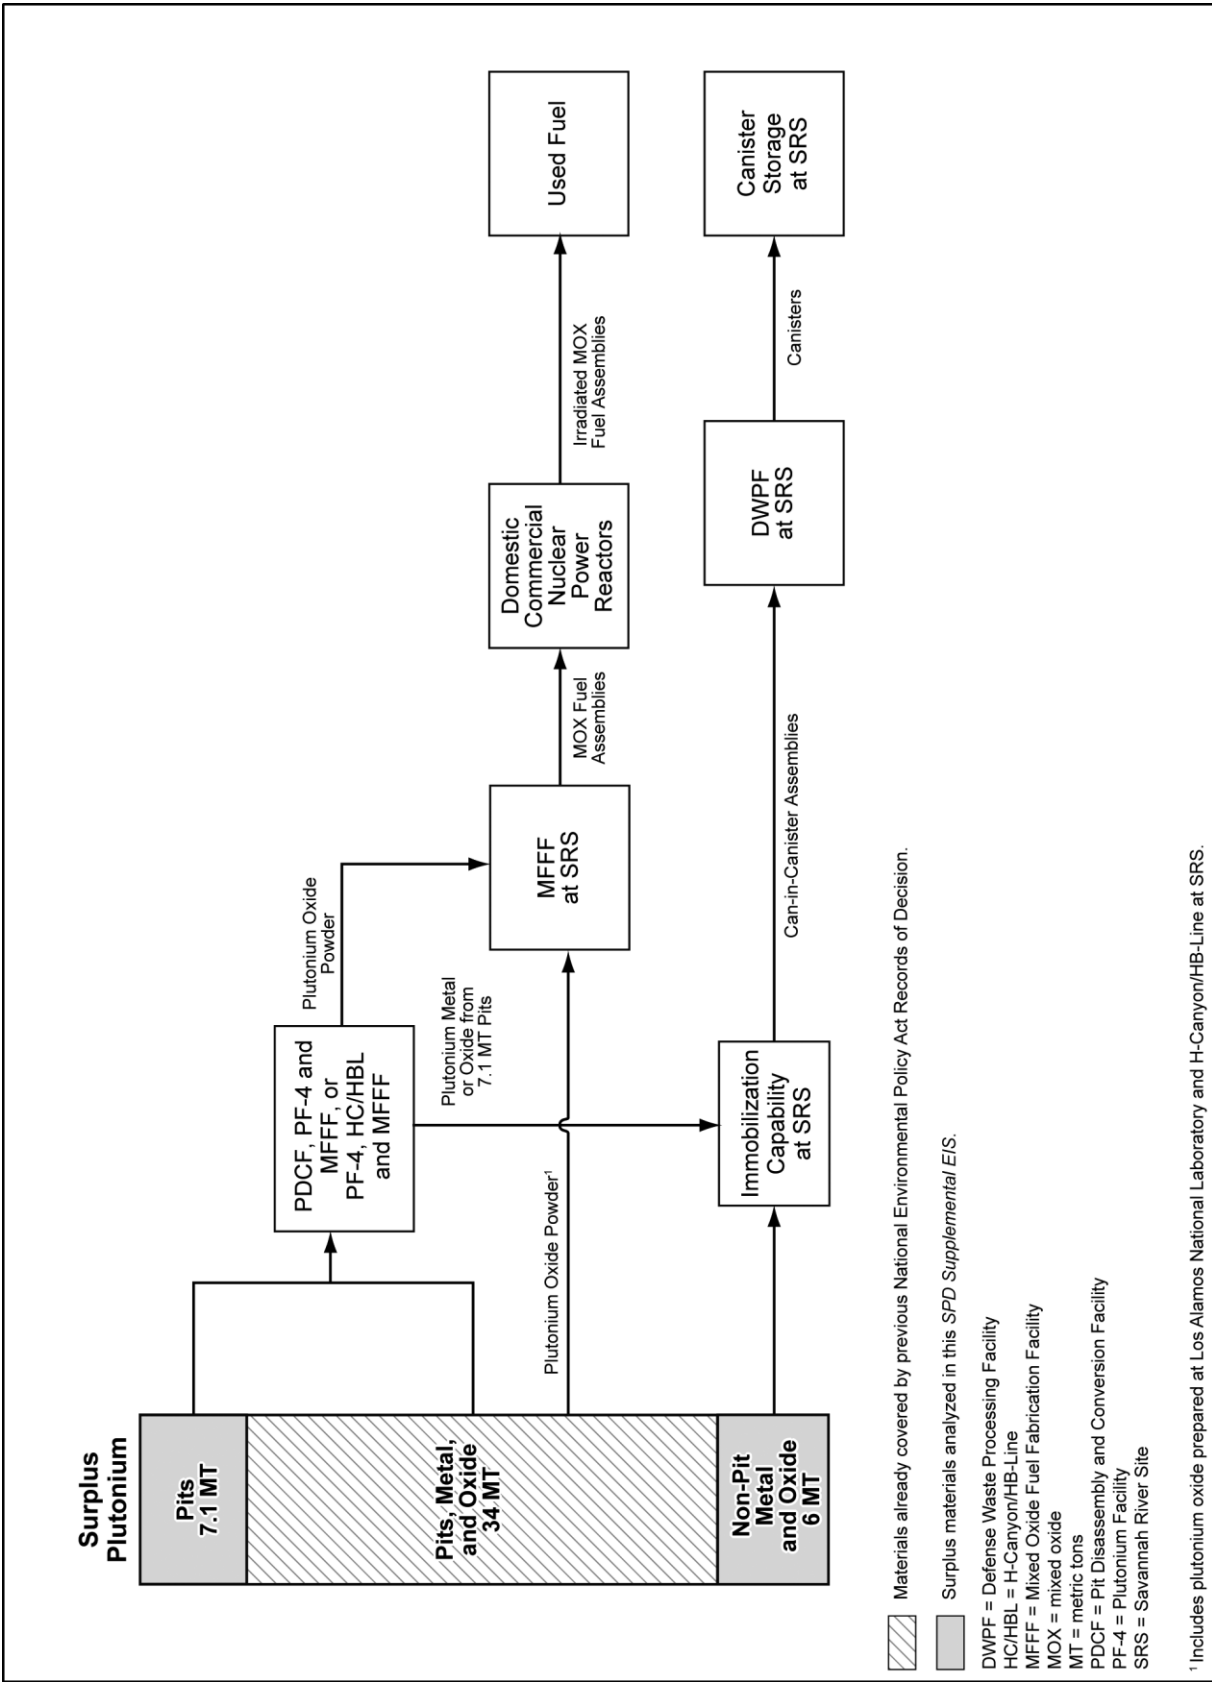 Surplus
Plutonium
Pits
7.1 MT
Pits, Metal,
and Oxide
34 MT
Non-Pit
Metal
and Oxide
6 MT
PDCF, PF-4 and
MFFF, or
PF-4, HC/HBL
and MFFF
Plutonium Oxide
Powder
Plutonium Metal
or Oxide from
7.1 MT Pits
Plutonium Oxide Powder¹
MFFF
at SRS
MOX Fuel
Assemblies
Domestic
Commercial
Nuclear
Power
Reactors
Irradiated MOX
Fuel Assemblies
Used Fuel
Immobilization
Capability
at SRS
Can-in-Canister Assemblies
DWPF
at SRS
Canisters
Canister
Storage
at SRS
Materials already covered by previous National Environmental Policy Act Records of Decision.
Surplus materials analyzed in this SPD Supplemental EIS.
DWPF = Defense Waste Processing Facility
HC/HBL = H-Canyon/HB-Line
MFFF = Mixed Oxide Fuel Fabrication Facility
MOX = mixed oxide
MT = metric tons
PDCF = Pit Disassembly and Conversion Facility
PF-4 = Plutonium Facility
SRS = Savannah River Site
¹ Includes plutonium oxide prepared at Los Alamos National Laboratory and H-Canyon/HB-Line at SRS.